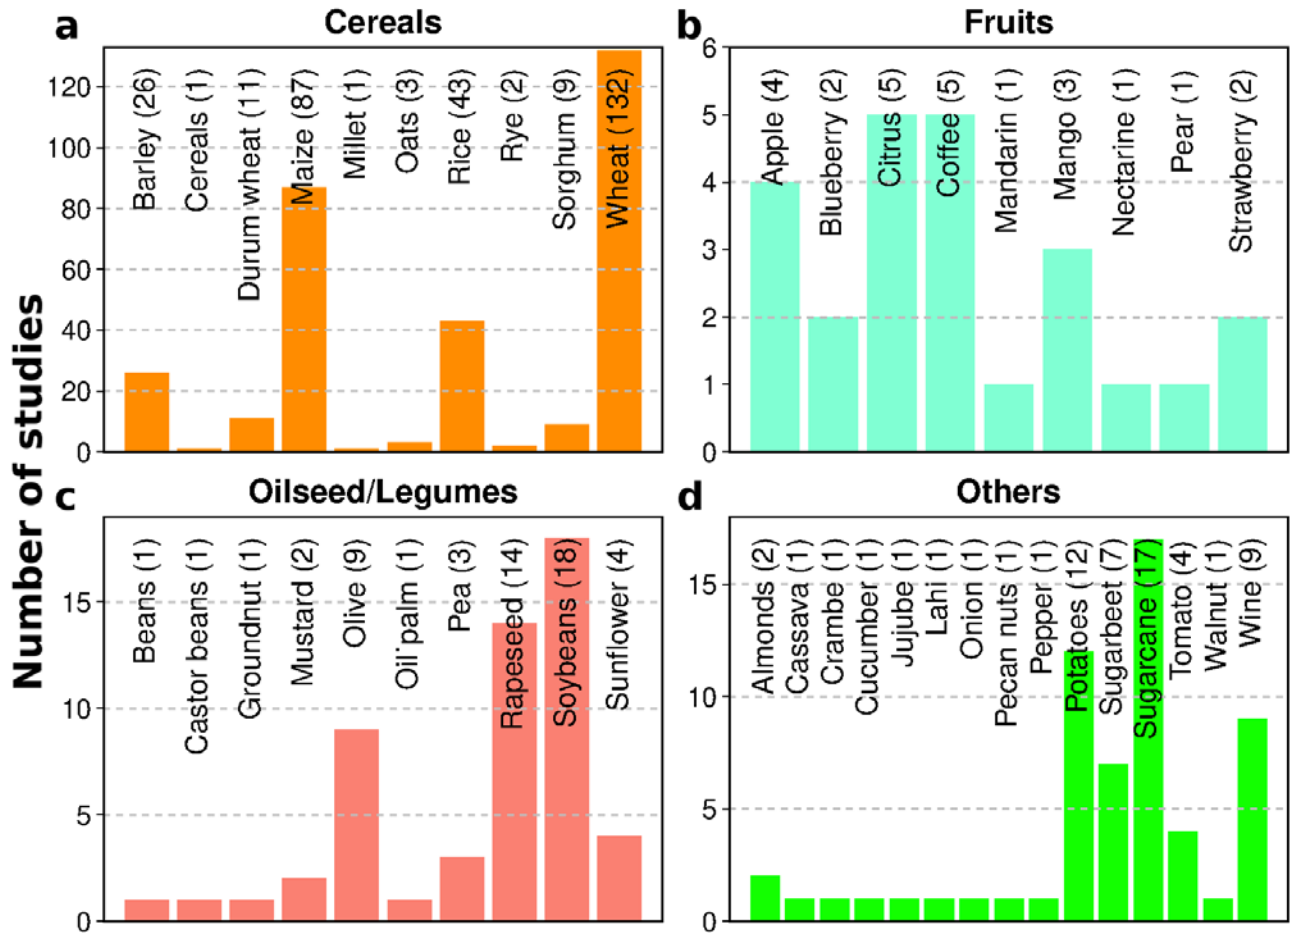 Number of studies
a
Cereals
120
100
80
60
40
20
0
Barley (26)
Cereals (1)
Durum wheat (11)
Maize (87)
Millet (1)
Oats (3)
Rice (43)
Rye (2)
Sorghum (9)
Wheat (132)
b
Fruits
6
5
4
3
2
1
0
Apple (4)
Blueberry (2)
Citrus (5)
Coffee (5)
Mandarin (1)
Mango (3)
Nectarine (1)
Pear (1)
Strawberry (2)
c
Oilseed/Legumes
15
10
5
0
Beans (1)
Castor beans (1)
Groundnut (1)
Mustard (2)
Olive (9)
Oil palm (1)
Pea (3)
Rapeseed (14)
Soybeans (18)
Sunflower (4)
d
Others
15
10
5
0
Almonds (2)
Cassava (1)
Crambe (1)
Cucumber (1)
Jujube (1)
Lahi (1)
Onion (1)
Pecan nuts (1)
Pepper (1)
Potatoes (12)
Sugarbeet (7)
Sugarcane (17)
Tomato (4)
Walnut (1)
Wine (9)